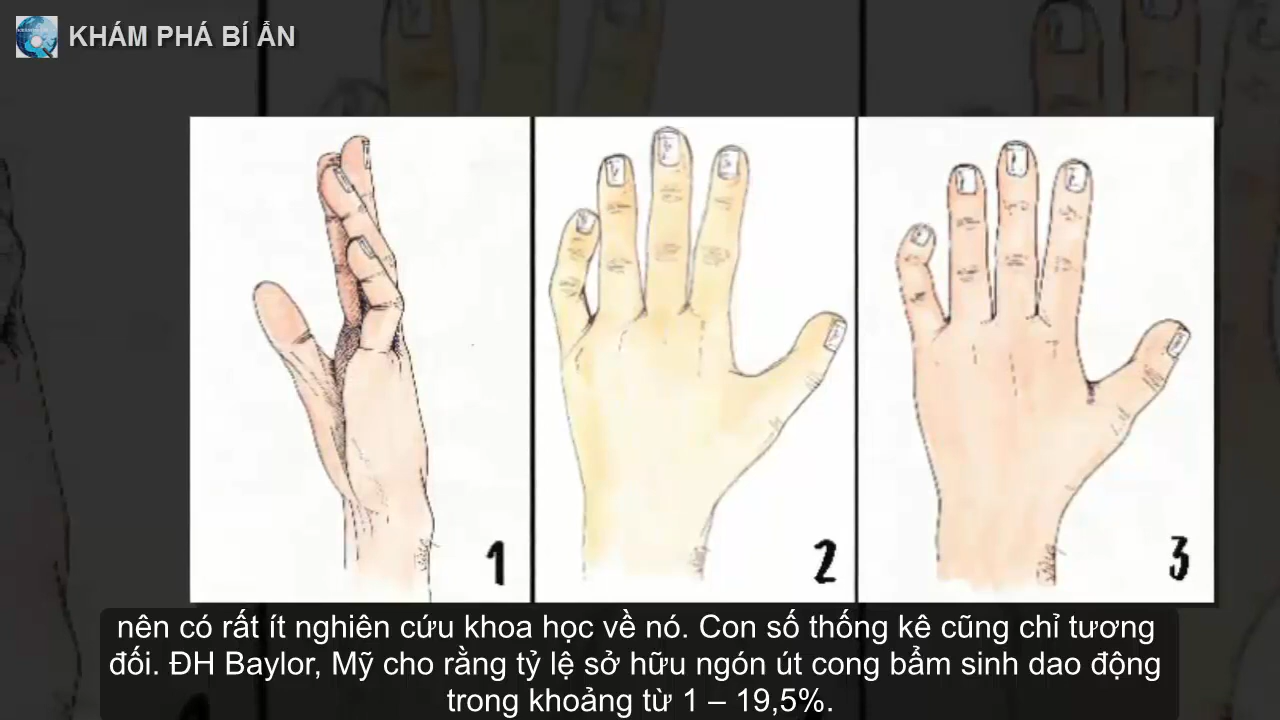 KHÁM PHÁ BÍ ẨN
1
2
3
nên có rất ít nghiên cứu khoa học về nó. Con số thống kê cũng chỉ tương
đối. ĐH Baylor, Mỹ cho rằng tỷ lệ sở hữu ngón út cong bẩm sinh dao động
trong khoảng từ 1 – 19,5%.